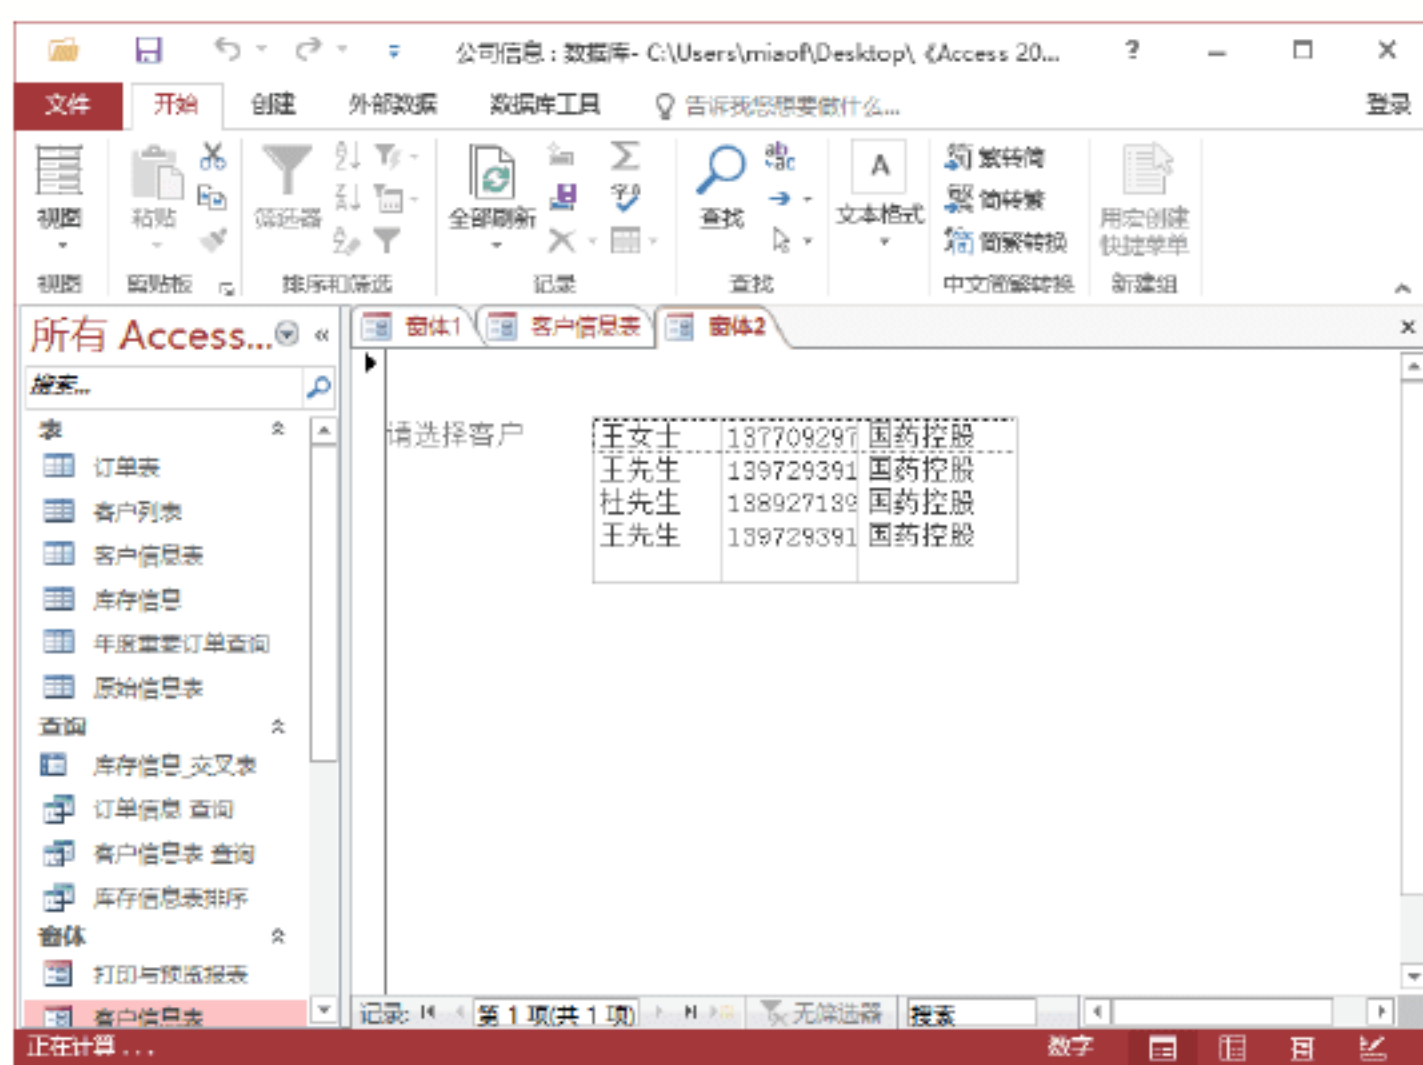 公司信息：数据库- C:\Users\miaof\Desktop\《Access 20... ?
文件 开始 创建 外部数据 数据库工具 告诉我您想要做什么... 登录
视图 粘贴 筛选器 全部刷新 查找 文本格式 繁转简 简转繁 简繁转换 用宏创建快捷菜单
视图 剪贴板 排序和筛选 记录 查找 中文简繁转换 新建组
所有 Access...
窗体1 客户信息表 窗体2
搜索...
表
订单表
客户列表
客户信息表
库存信息
年度重要订单查询
原始信息表
查询
库存信息_交叉表
订单信息 查询
客户信息表 查询
库存信息表排序
窗体
打印与预览报表
客户信息表
请选择客户
王女士 137709297 国药控股
王先生 139729391 国药控股
杜先生 138927139 国药控股
王先生 139729391 国药控股
记录: 第 1 项(共 1 项) 无筛选器 搜索
正在计算 . . . 数字